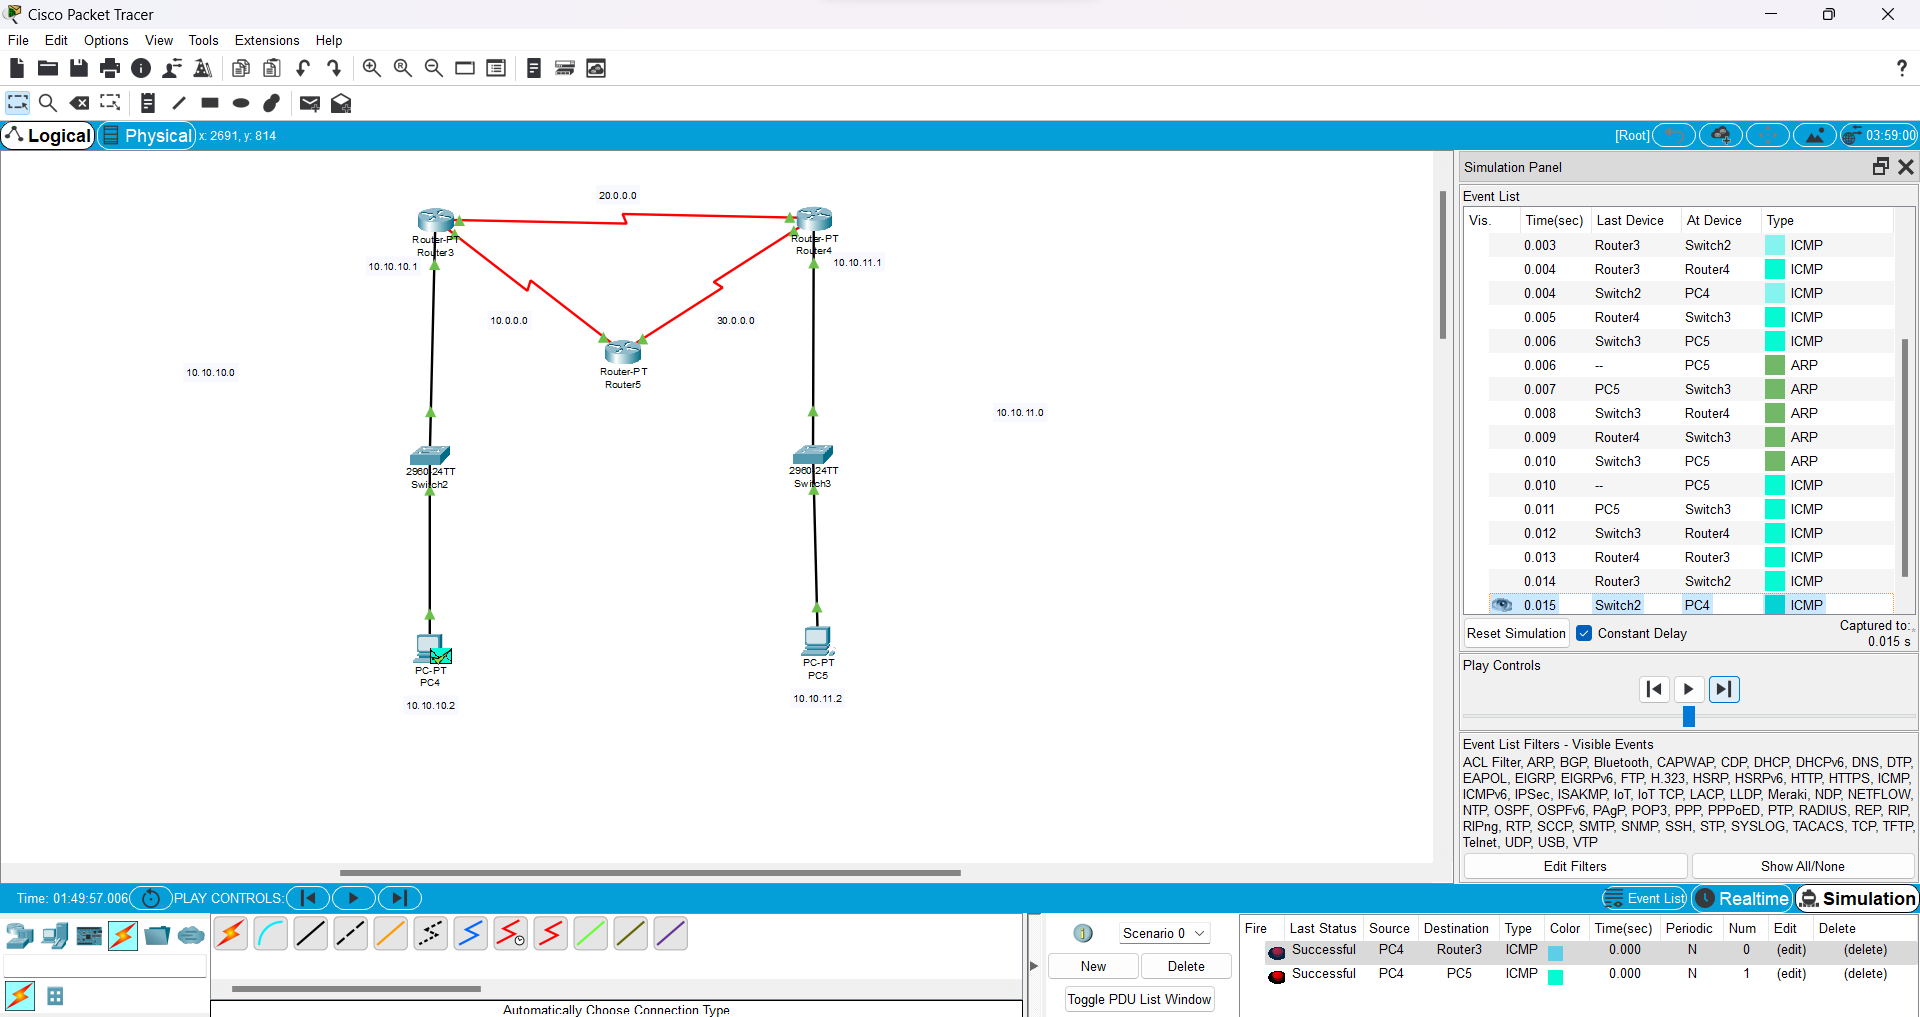 Cisco Packet Tracer
File Edit Options View Tools Extensions Help
Logical Physical x: 2691, y: 814 [Root] 03:59:00
20.0.0.0
Router-PT
Router3
Router-PT
Router4
10.10.10.1
10.10.11.1
10.0.0.0
30.0.0.0
Router-PT
Router5
10.10.10.0
10.10.11.0
2960-24TT
Switch2
2960-24TT
Switch3
PC-PT
PC4
10.10.10.2
PC-PT
PC5
10.10.11.2
Simulation Panel
Event List
Vis. Time(sec) Last Device At Device Type
0.003 Router3 Switch2 ICMP
0.004 Router3 Router4 ICMP
0.004 Switch2 PC4 ICMP
0.005 Router4 Switch3 ICMP
0.006 Switch3 PC5 ICMP
0.006 -- PC5 ARP
0.007 PC5 Switch3 ARP
0.008 Switch3 Router4 ARP
0.009 Router4 Switch3 ARP
0.010 Switch3 PC5 ARP
0.010 -- PC5 ICMP
0.011 PC5 Switch3 ICMP
0.012 Switch3 Router4 ICMP
0.013 Router4 Router3 ICMP
0.014 Router3 Switch2 ICMP
0.015 Switch2 PC4 ICMP
Reset Simulation Constant Delay Captured to:
0.015 s
Play Controls
Event List Filters - Visible Events
ACL Filter, ARP, BGP, Bluetooth, CAPWAP, CDP, DHCP, DHCPv6, DNS, DTP,
EAPOL, EIGRP, EIGRPv6, FTP, H.323, HSRP, HSRPv6, HTTP, HTTPS, ICMP,
ICMPv6, IPSec, ISAKMP, IoT, IoT TCP, LACP, LLDP, Meraki, NDP, NETFLOW,
NTP, OSPF, OSPFv6, PAgP, POP3, PPP, PPPoED, PTP, RADIUS, REP, RIP,
RIPng, RTP, SCCP, SMTP, SNMP, SSH, STP, SYSLOG, TACACS, TCP, TFTP,
Telnet, UDP, USB, VTP
Edit Filters Show All/None
Time: 01:49:57.006 PLAY CONTROLS: Event List Realtime Simulation
Automatically Choose Connection Type
Scenario 0
New Delete
Toggle PDU List Window
Fire Last Status Source Destination Type Color Time(sec) Periodic Num Edit Delete
Successful PC4 Router3 ICMP 0.000 N 0 (edit) (delete)
Successful PC4 PC5 ICMP 0.000 N 1 (edit) (delete)